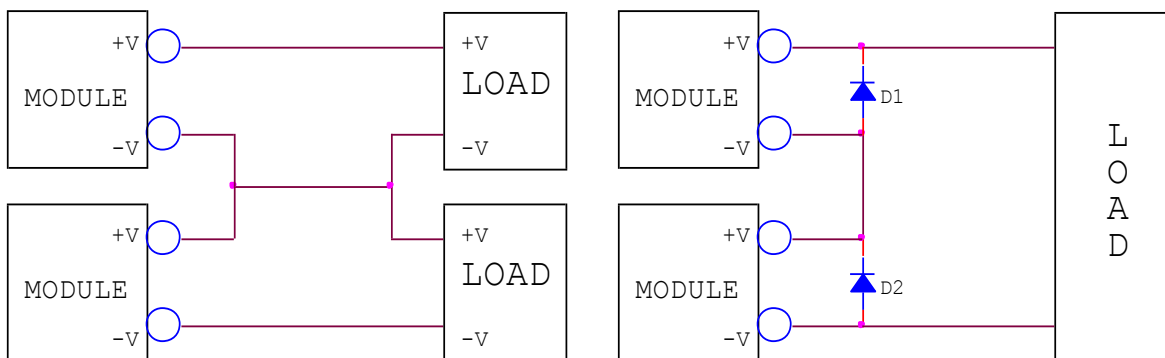 +V
MODULE
-V
+V
LOAD
-V
+V
MODULE
-V
+V
LOAD
-V
+V
MODULE
-V
D1
+V
MODULE
-V
D2
L
O
A
D